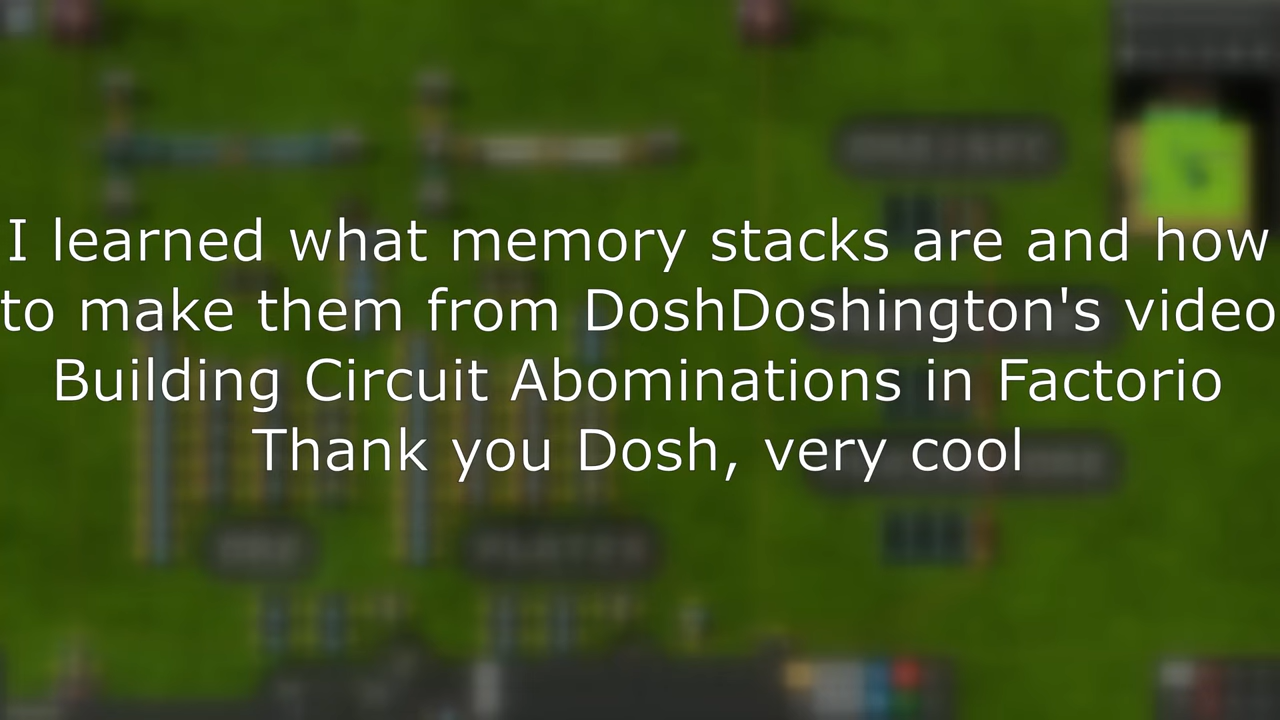 I learned what memory stacks are and how
to make them from DoshDoshington's video
Building Circuit Abominations in Factorio
Thank you Dosh, very cool